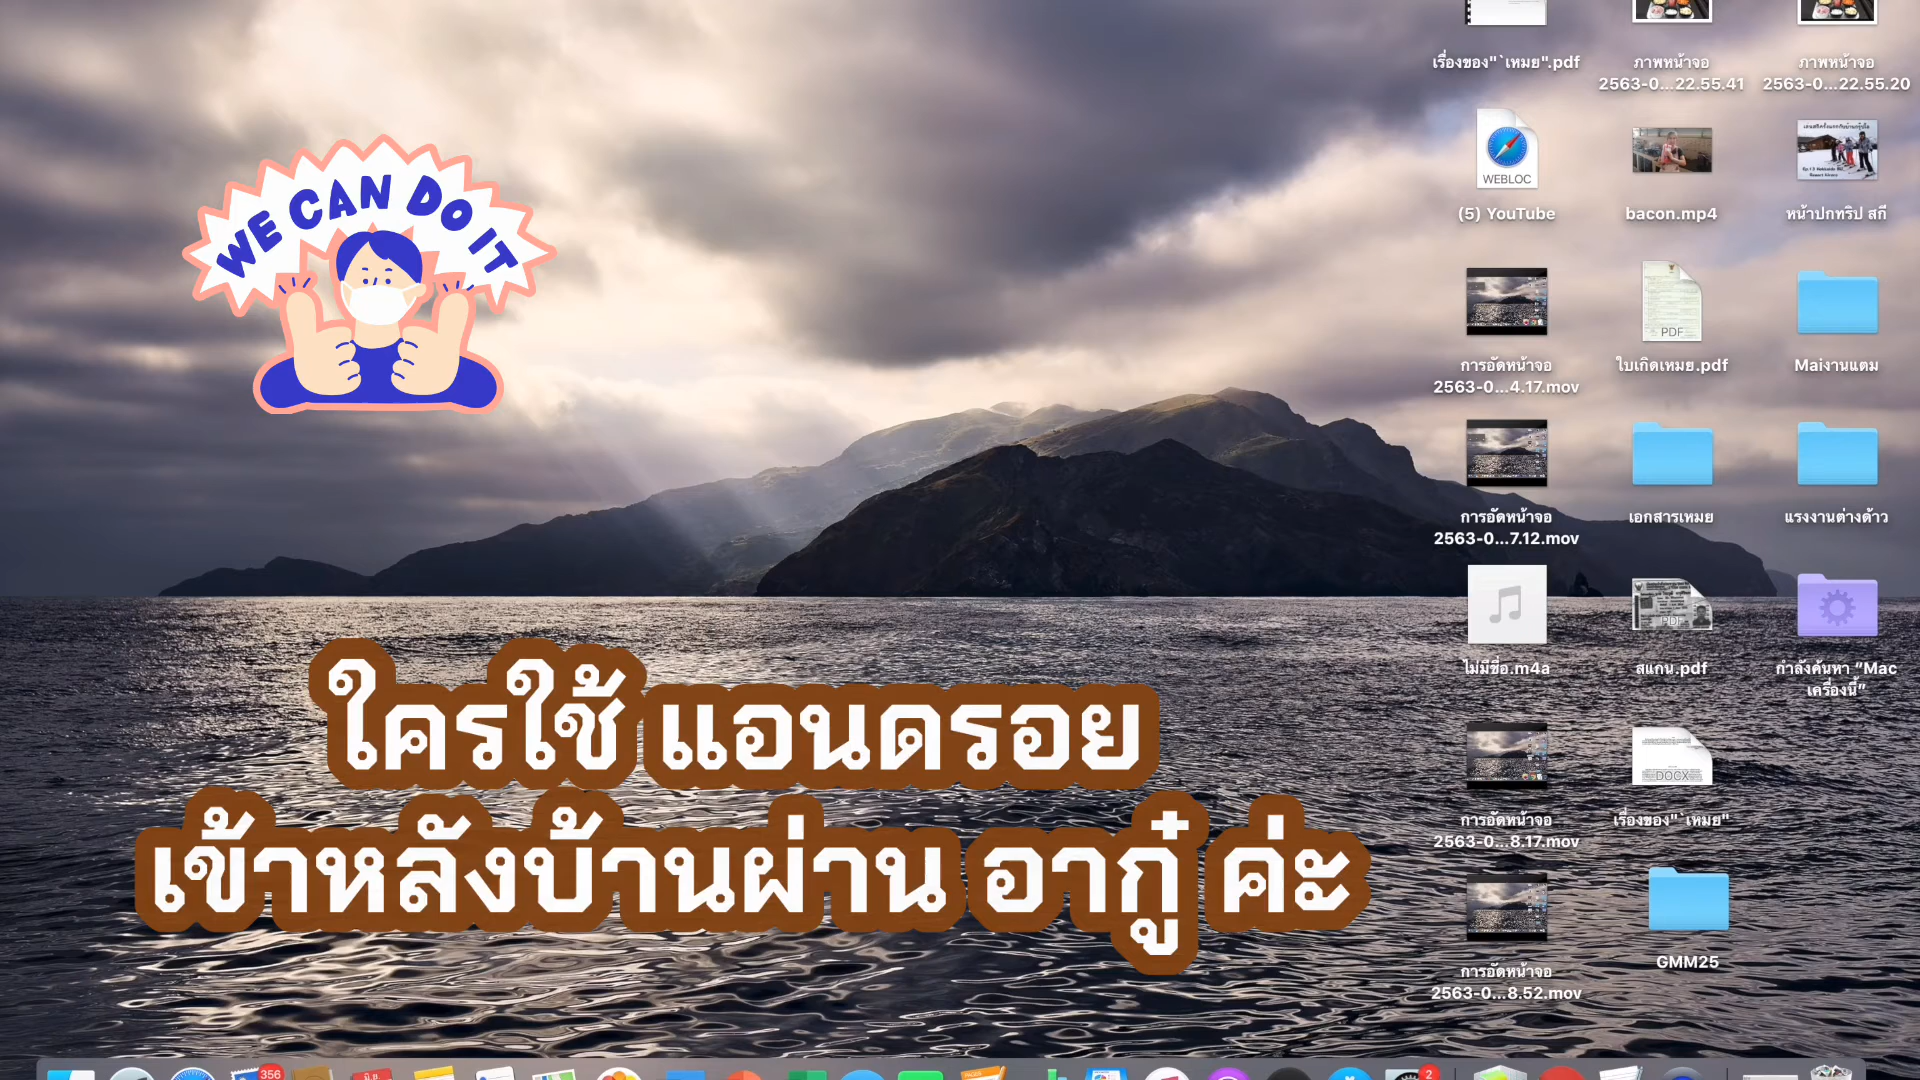 WE CAN DO IT
ใครใช้ แอนดรอย
เข้าหลังบ้านผ่าน อากู๋ ค่ะ
เรื่องของ"`เหมย".pdf
ภาพหน้าจอ
2563-0...22.55.41
ภาพหน้าจอ
2563-0...22.55.20
WEBLOC
(5) YouTube
bacon.mp4
หน้าปกทริป สกี
การอัดหน้าจอ
2563-0...4.17.mov
PDF
ใบเกิดเหมย.pdf
Maiงานแตม
การอัดหน้าจอ
2563-0...7.12.mov
เอกสารเหมย
แรงงานต่างด้าว
ไม่มีชื่อ.m4a
PDF
สแกน.pdf
กำลังค้นหา “Mac
เครื่องนี้”
การอัดหน้าจอ
2563-0...8.17.mov
DOCX
เรื่องของ"`เหมย"
การอัดหน้าจอ
2563-0...8.52.mov
GMM25
356
2